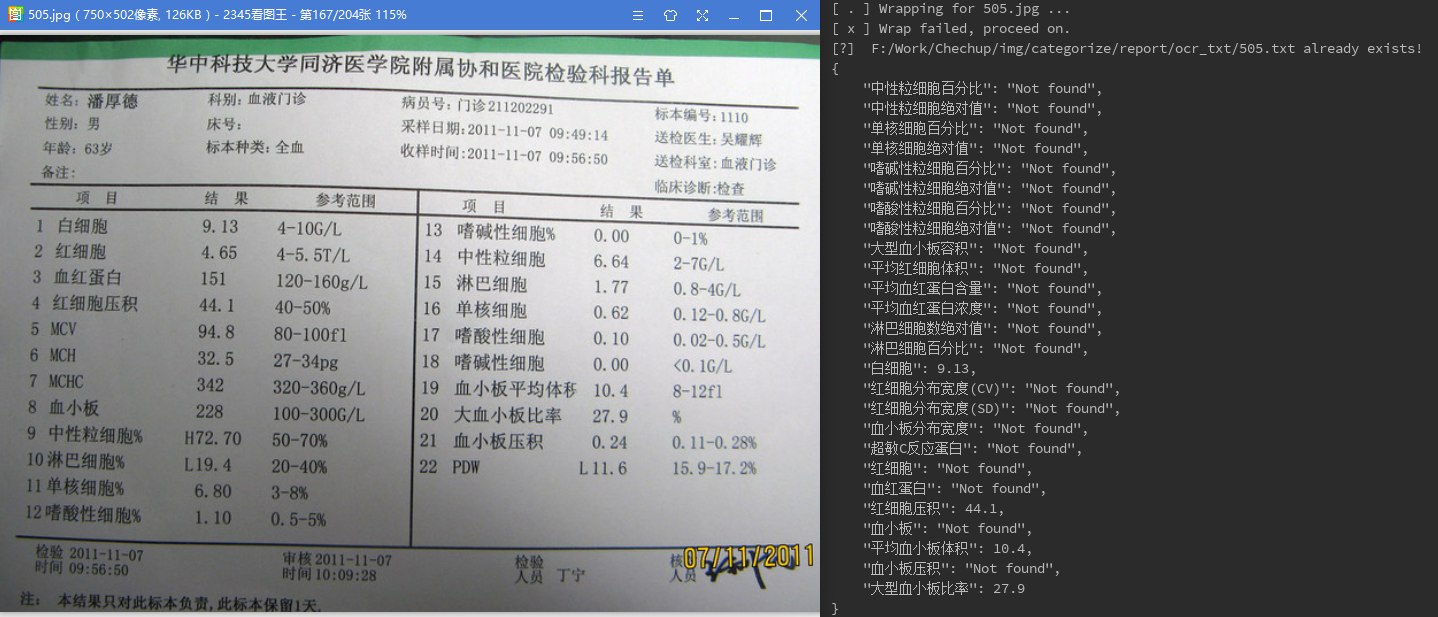 505.jpg ( 750×502像素, 126KB ) - 2345看图王 - 第167/204张 115%
华中科技大学同济医学院附属协和医院检验科报告单
姓名: 潘厚德 科别: 血液门诊 病员号: 门诊211202291 标本编号: 1110
性别: 男 床号: 采样日期: 2011-11-07 09:49:14 送检医生: 吴耀辉
年龄: 63岁 标本种类: 全血 收样时间: 2011-11-07 09:56:50 送检科室: 血液门诊
备注: 临床诊断: 检查
项 目 结 果 参考范围 项 目 结 果 参考范围
1 白细胞 9.13 4-10G/L 13 嗜碱性细胞% 0.00 0-1%
2 红细胞 4.65 4-5.5T/L 14 中性粒细胞 6.64 2-7G/L
3 血红蛋白 151 120-160g/L 15 淋巴细胞 1.77 0.8-4G/L
4 红细胞压积 44.1 40-50% 16 单核细胞 0.62 0.12-0.8G/L
5 MCV 94.8 80-100fl 17 嗜酸性细胞 0.10 0.02-0.5G/L
6 MCH 32.5 27-34pg 18 嗜碱性细胞 0.00 <0.1G/L
7 MCHC 342 320-360g/L 19 血小板平均体积 10.4 8-12fl
8 血小板 228 100-300G/L 20 大血小板比率 27.9 %
9 中性粒细胞% H72.70 50-70% 21 血小板压积 0.24 0.11-0.28%
10 淋巴细胞% L19.4 20-40% 22 PDW L11.6 15.9-17.2%
11 单核细胞% 6.80 3-8%
12 嗜酸性细胞% 1.10 0.5-5%
检验 2011-11-07 审核 2011-11-07 检验 核
时间 09:56:50 时间 10:09:28 人员 丁宁 人员
07/11/2011
注: 本结果只对此标本负责,此标本保留1天.
[ . ] Wrapping for 505.jpg ...
[ x ] Wrap failed, proceed on.
[?] F:/Work/Chechup/img/categorize/report/ocr_txt/505.txt already exists!
{
"中性粒细胞百分比": "Not found",
"中性粒细胞绝对值": "Not found",
"单核细胞百分比": "Not found",
"单核细胞绝对值": "Not found",
"嗜碱性粒细胞百分比": "Not found",
"嗜碱性粒细胞绝对值": "Not found",
"嗜酸性粒细胞百分比": "Not found",
"嗜酸性粒细胞绝对值": "Not found",
"大型血小板容积": "Not found",
"平均红细胞体积": "Not found",
"平均血红蛋白含量": "Not found",
"平均血红蛋白浓度": "Not found",
"淋巴细胞数绝对值": "Not found",
"淋巴细胞百分比": "Not found",
"白细胞": 9.13,
"红细胞分布宽度(CV)": "Not found",
"红细胞分布宽度(SD)": "Not found",
"血小板分布宽度": "Not found",
"超敏C反应蛋白": "Not found",
"红细胞": "Not found",
"血红蛋白": "Not found",
"红细胞压积": 44.1,
"血小板": "Not found",
"平均血小板体积": 10.4,
"血小板压积": "Not found",
"大型血小板比率": 27.9
}